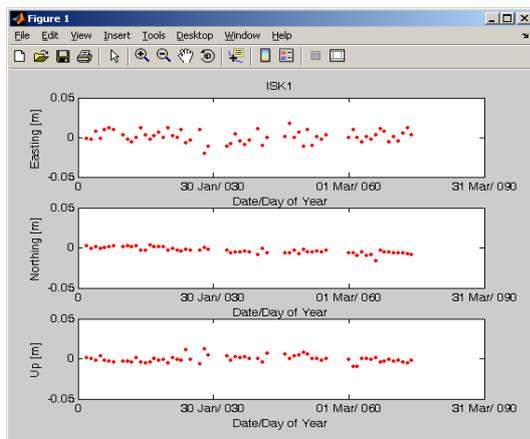 Figure 1
File Edit View Insert Tools Desktop Window Help
ISK1
0.05
0
-0.05
Easting [m]
0 30 Jan/ 030 01 Mar/ 060 31 Mar/ 090
Date/Day of Year
0.05
0
-0.05
Northing [m]
0 30 Jan/ 030 01 Mar/ 060 31 Mar/ 090
Date/Day of Year
0.05
0
-0.05
Up [m]
0 30 Jan/ 030 01 Mar/ 060 31 Mar/ 090
Date/Day of Year